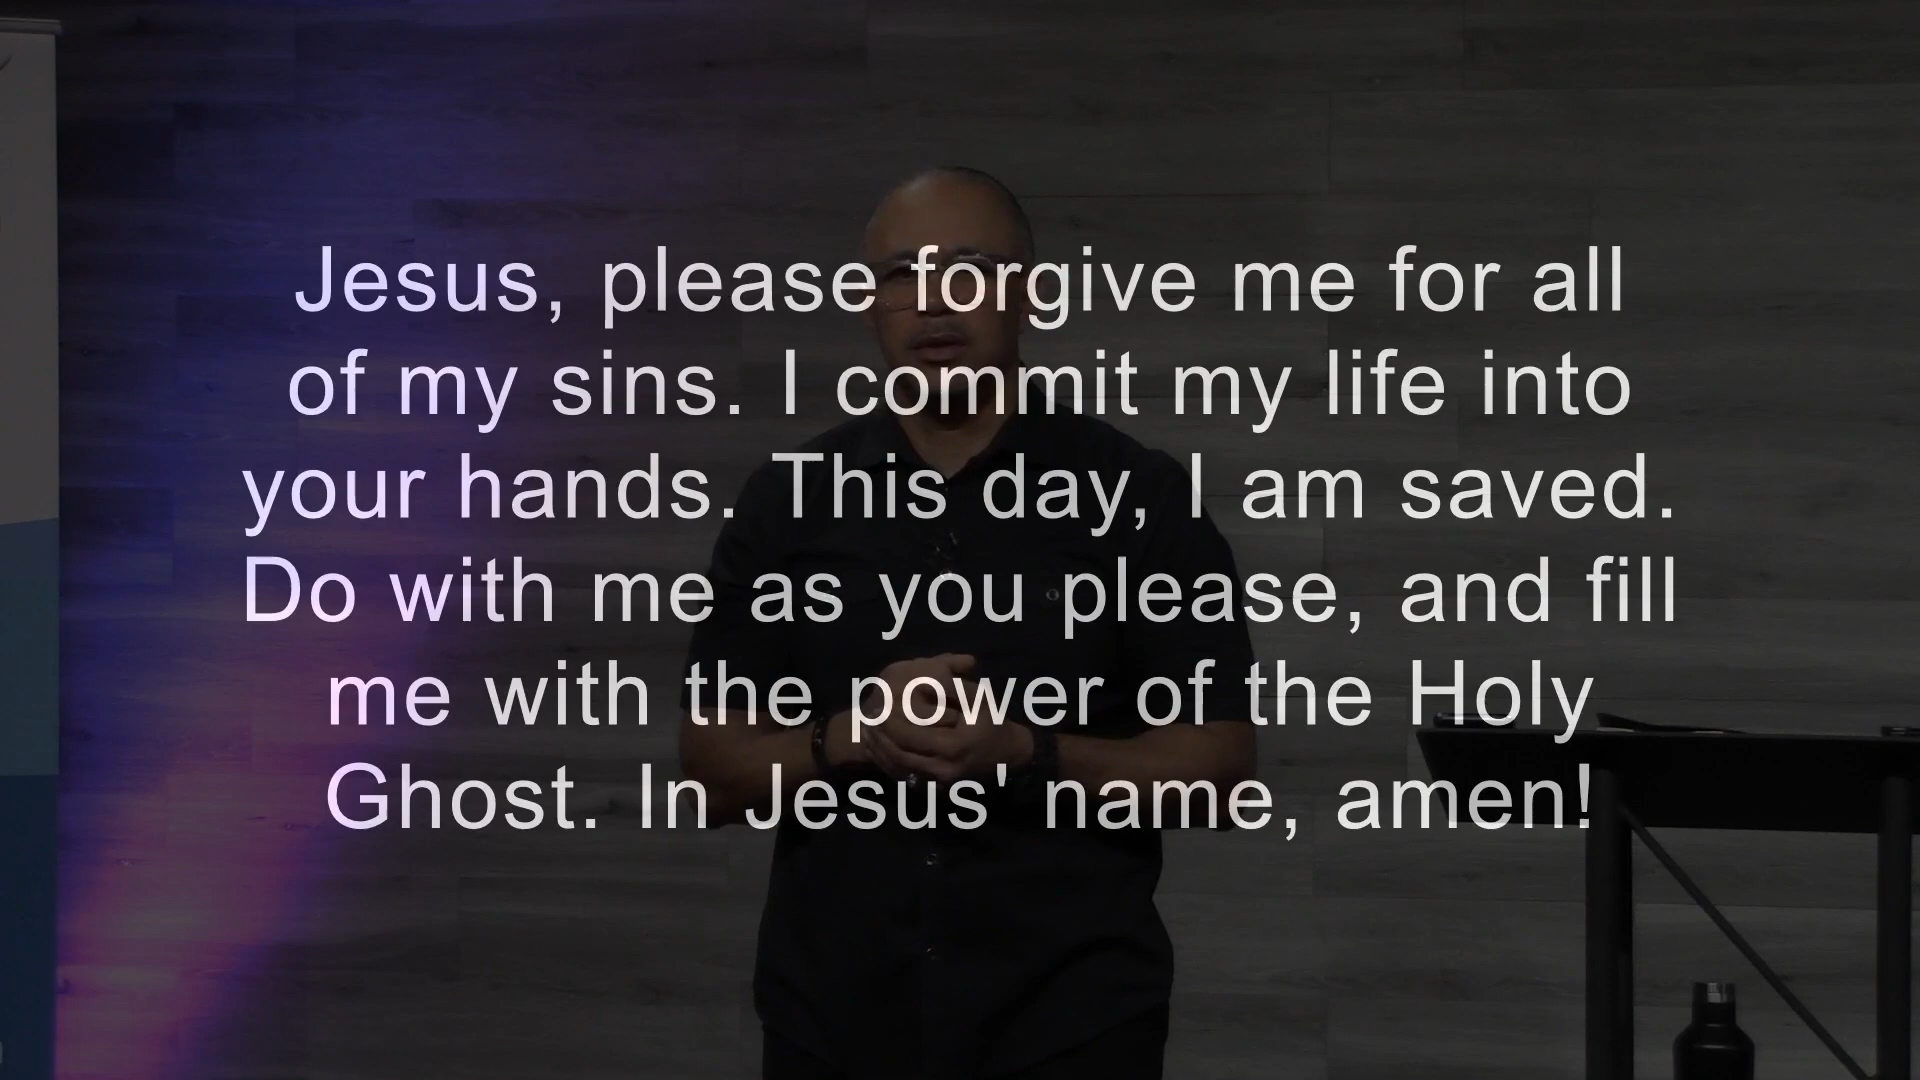 Jesus, please forgive me for all
of my sins. I commit my life into
your hands. This day, I am saved.
Do with me as you please, and fill
me with the power of the Holy
Ghost. In Jesus' name, amen!